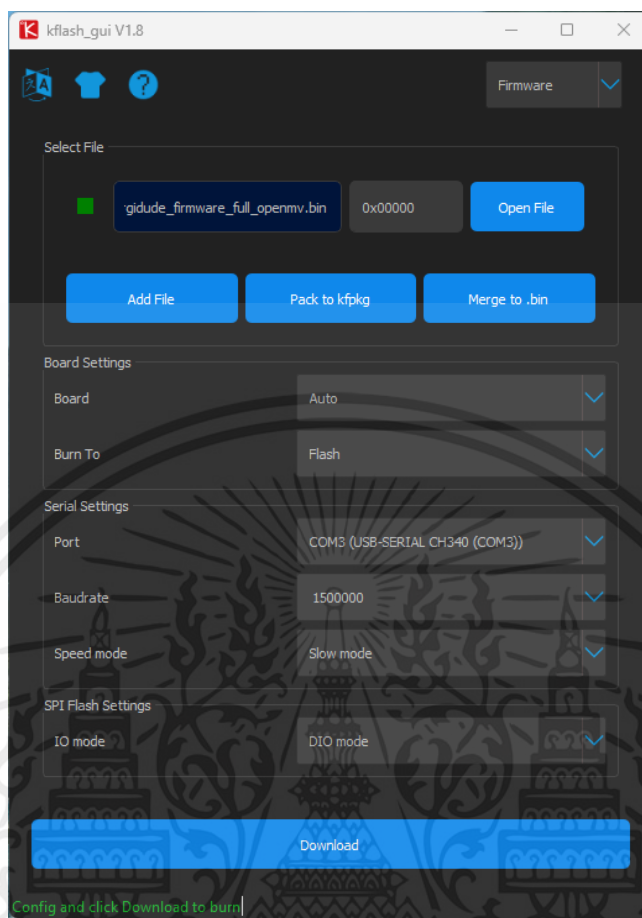 kflash_gui V1.8
Firmware
Select File
gidude_firmware_full_openmv.bin 0x00000 Open File
Add File Pack to kfpkg Merge to .bin
Board Settings
Board Auto
Burn To Flash
Serial Settings
Port COM3 (USB-SERIAL CH340 (COM3))
Baudrate 1500000
Speed mode Slow mode
SPI Flash Settings
IO mode DIO mode
Download
Config and click Download to burn